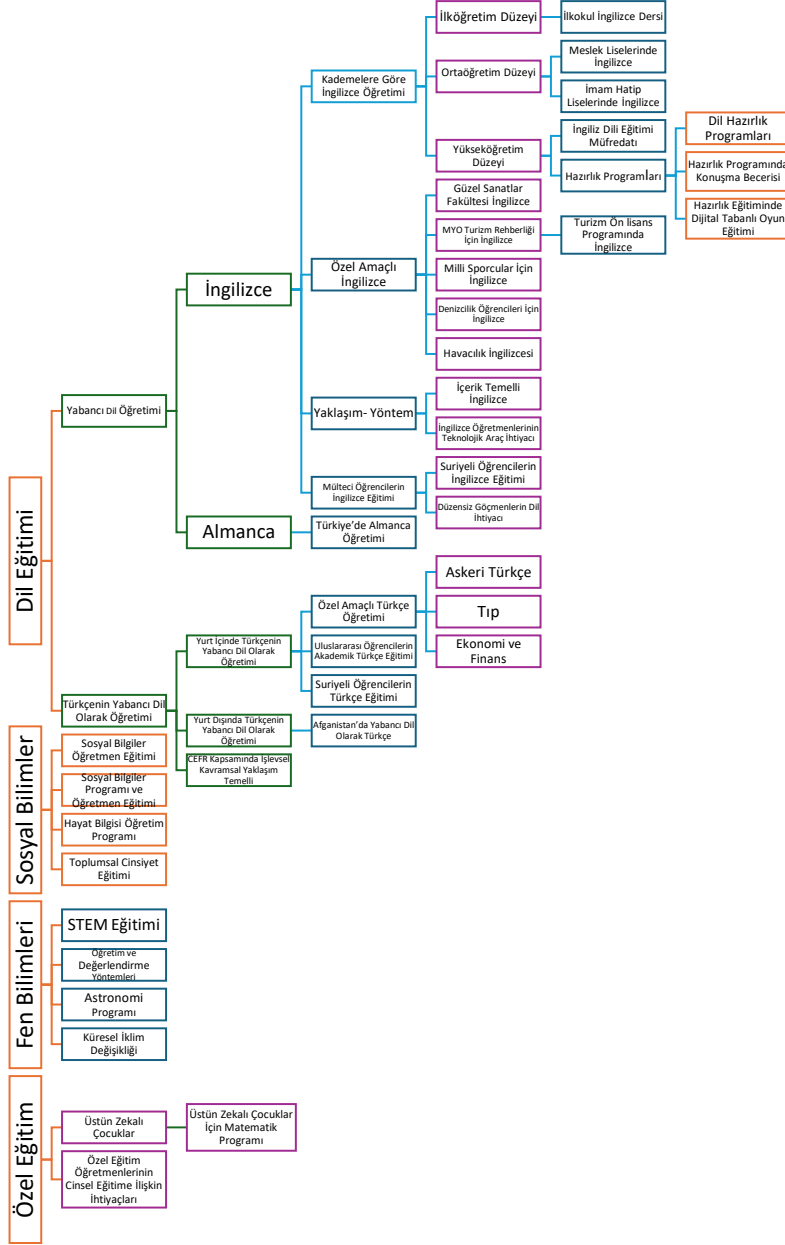 Dil Eğitimi
Yabancı Dil Öğretimi
İngilizce
Kademelere Göre
İngilizce Öğretimi
İlköğretim Düzeyi
İlkokul İngilizce Dersi
Ortaöğretim Düzeyi
Meslek Liselerinde
İngilizce
İmam Hatip
Liselerinde İngilizce
Yükseköğretim
Düzeyi
İngiliz Dili Eğitimi
Müfredatı
Hazırlık Programları
Dil Hazırlık
Programları
Hazırlık Programında
Konuşma Becerisi
Hazırlık Eğitiminde
Dijital Tabanlı Oyun
Eğitimi
Özel Amaçlı
İngilizce
Güzel Sanatlar
Fakültesi İngilizce
MYO Turizm Rehberliği
İçin İngilizce
Turizm Ön lisans
Programında
İngilizce
Milli Sporcular İçin
İngilizce
Denizcilik Öğrencileri İçin
İngilizce
Havacılık İngilizcesi
Yaklaşım- Yöntem
İçerik Temelli
İngilizce
İngilizce Öğretmenlerinin
Teknolojik Araç İhtiyacı
Mülteci Öğrencilerin
İngilizce Eğitimi
Suriyeli Öğrencilerin
İngilizce Eğitimi
Düzensiz Göçmenlerin Dil
İhtiyacı
Almanca
Türkiye’de Almanca
Öğretimi
Türkçenin Yabancı Dil
Olarak Öğretimi
Yurt İçinde Türkçenin
Yabancı Dil Olarak
Öğretimi
Özel Amaçlı Türkçe
Öğretimi
Askeri Türkçe
Tıp
Ekonomi ve
Finans
Uluslararası Öğrencilerin
Akademik Türkçe Eğitimi
Suriyeli Öğrencilerin
Türkçe Eğitimi
Yurt Dışında Türkçenin
Yabancı Dil Olarak
Öğretimi
Afganistan’da Yabancı Dil
Olarak Türkçe
CEFR Kapsamında İşlevsel
Kavramsal Yaklaşım
Temelli
Sosyal Bilimler
Sosyal Bilgiler
Öğretmen Eğitimi
Sosyal Bilgiler
Programı ve
Öğretmen Eğitimi
Hayat Bilgisi Öğretim
Programı
Toplumsal Cinsiyet
Eğitimi
Fen Bilimleri
STEM Eğitimi
Öğretim ve
Değerlendirme
Yöntemleri
Astronomi
Programı
Küresel İklim
Değişikliği
Özel Eğitim
Üstün Zekalı
Çocuklar
Üstün Zekalı Çocuklar
İçin Matematik
Programı
Özel Eğitim
Öğretmenlerinin
Cinsel Eğitime İlişkin
İhtiyaçları